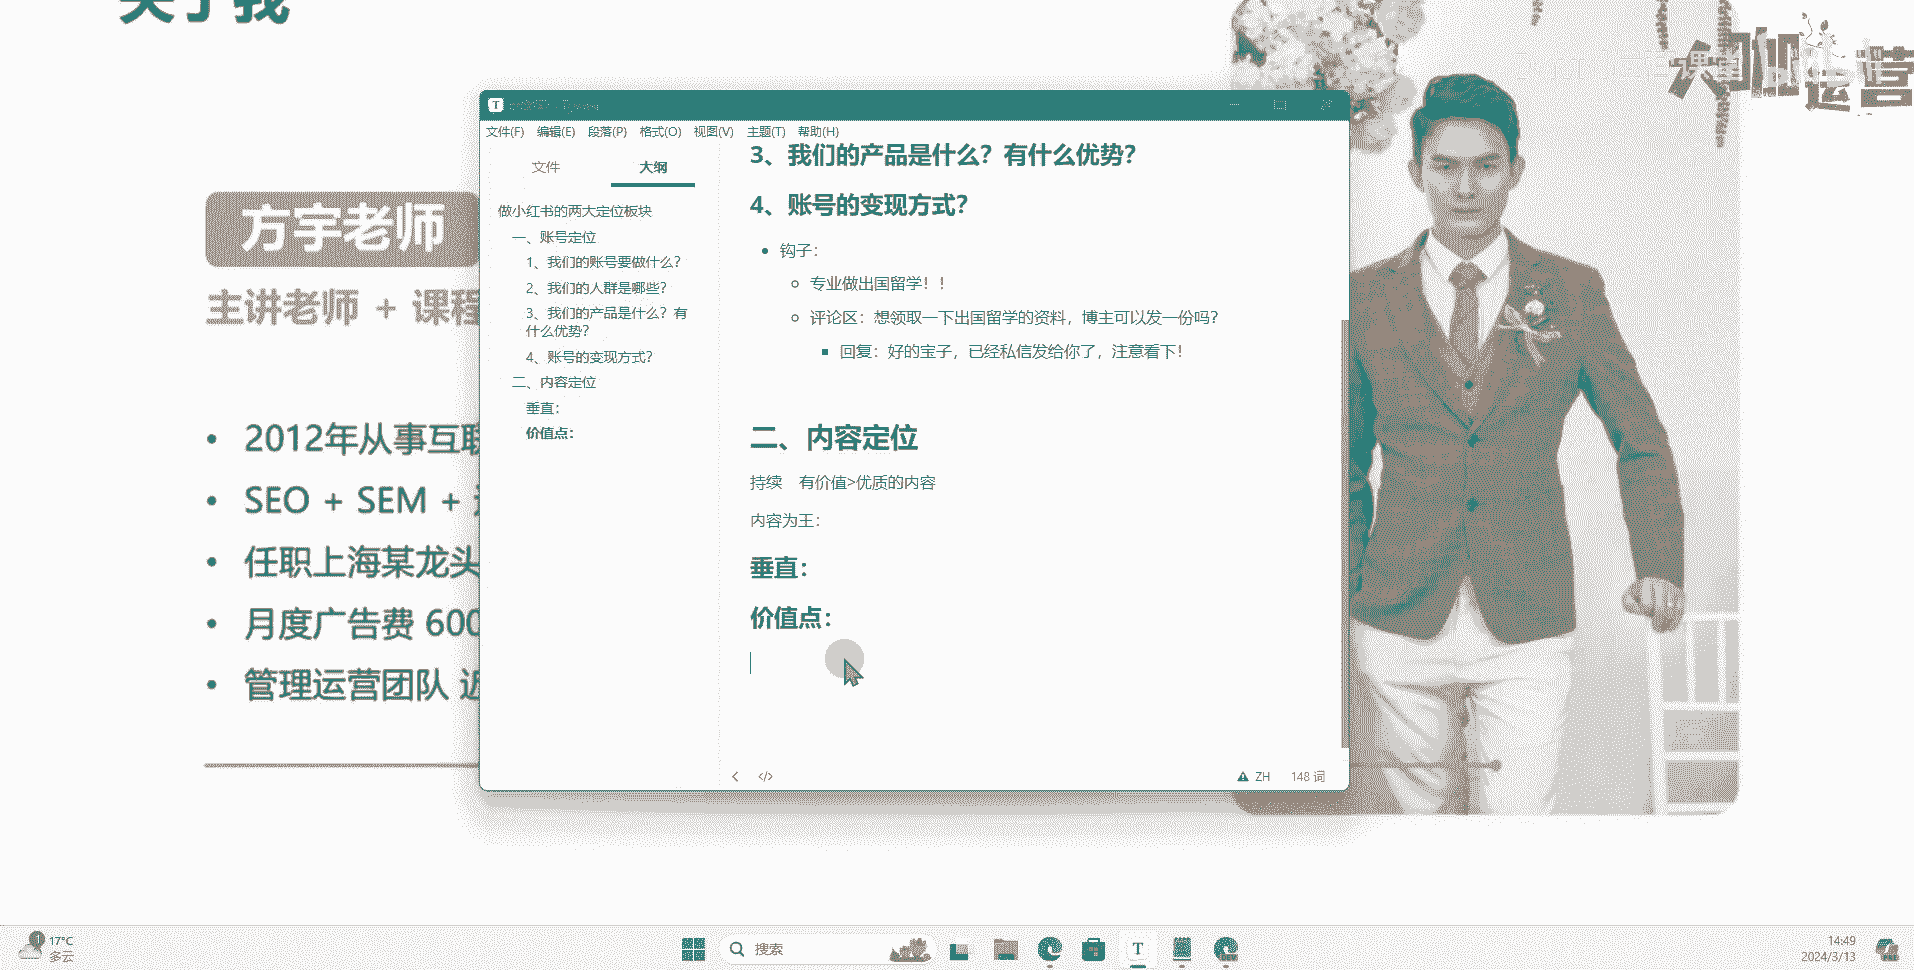 关于我
大咖运营
方宇老师
主讲老师 + 课程
• 2012年从事互联
• SEO + SEM +
• 任职上海某龙头
• 月度广告费 600
• 管理运营团队 近
文件(F) 编辑(E) 段落(P) 格式(O) 视图(V) 主题(T) 帮助(H)
文件 大纲
做小红书的两大定位板块
一、账号定位
1、我们的账号要做什么？
2、我们的人群是哪些？
3、我们的产品是什么？有
什么优势？
4、账号的变现方式？
二、内容定位
垂直：
价值点：
3、我们的产品是什么？有什么优势？
4、账号的变现方式？
• 钩子：
专业做出国留学！！
评论区：想领取一下出国留学的资料，博主可以发一份吗？
回复：好的宝子，已经私信发给你了，注意看下！
二、内容定位
持续 有价值>优质的内容
内容为王：
垂直：
价值点：
</> ZH 148 词
1
17°C
多云
搜索
14:49
2024/3/13